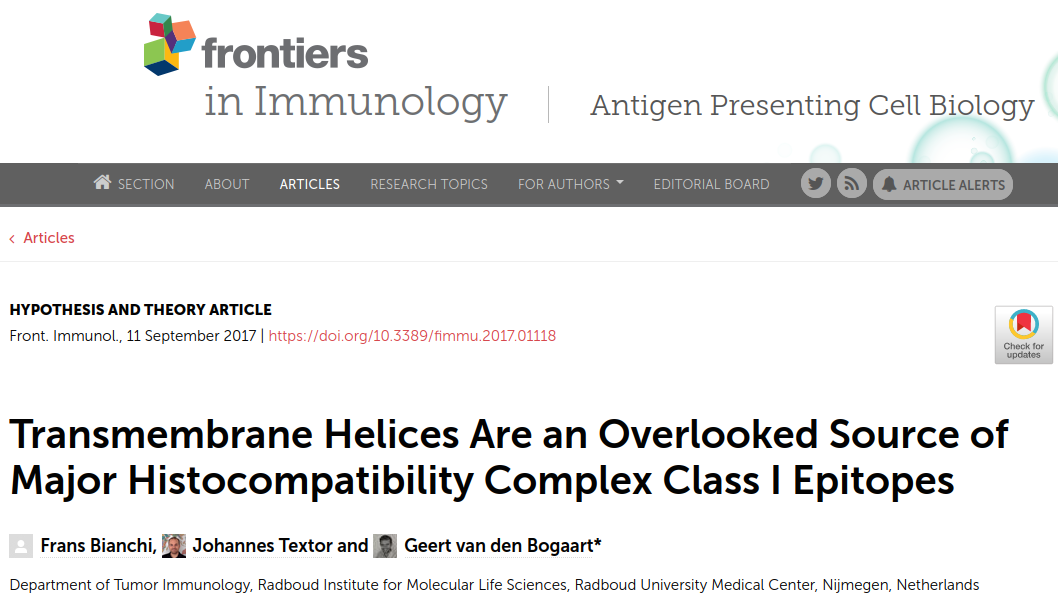 frontiers
in Immunology
Antigen Presenting Cell Biology
SECTION ABOUT ARTICLES RESEARCH TOPICS FOR AUTHORS EDITORIAL BOARD ARTICLE ALERTS
‹ Articles
HYPOTHESIS AND THEORY ARTICLE
Front. Immunol., 11 September 2017 | https://doi.org/10.3389/fimmu.2017.01118
Check for
updates
Transmembrane Helices Are an Overlooked Source of
Major Histocompatibility Complex Class I Epitopes
Frans Bianchi, Johannes Textor and Geert van den Bogaart*
Department of Tumor Immunology, Radboud Institute for Molecular Life Sciences, Radboud University Medical Center, Nijmegen, Netherlands